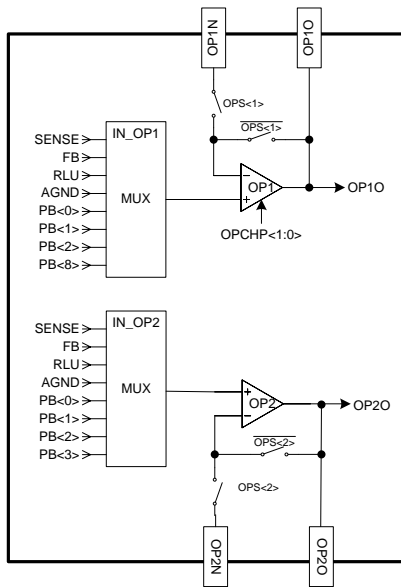 OP1N
OP1O
OPS<1>
OPS<1>
IN_OP1
SENSE
FB
RLU
AGND
PB<0>
PB<1>
PB<2>
PB<8>
MUX
OP1
OP1O
OPCHP<1:0>
IN_OP2
SENSE
FB
RLU
AGND
PB<0>
PB<1>
PB<2>
PB<3>
MUX
OP2
OP2O
OPS<2>
OPS<2>
OP2N
OP2O